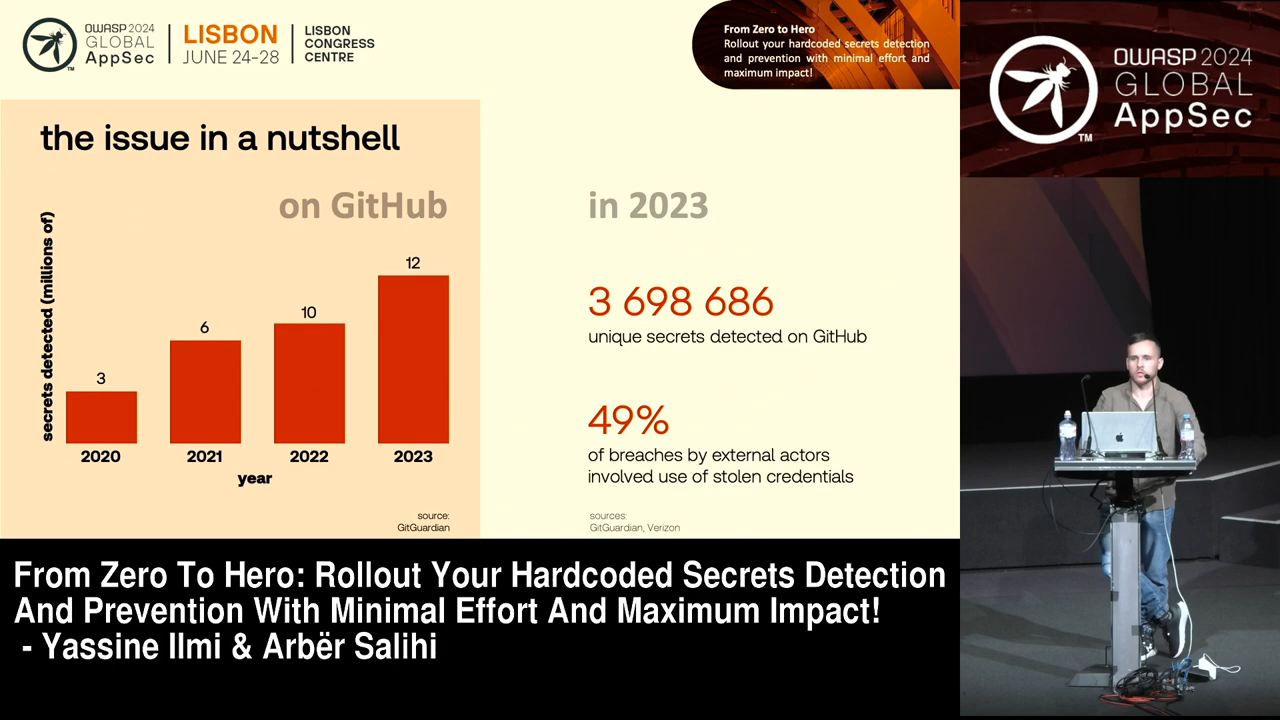 OWASP 2024
GLOBAL
AppSec
TM
LISBON
JUNE 24-28
LISBON
CONGRESS
CENTRE
From Zero to Hero
Rollout your hardcoded secrets detection
and prevention with minimal effort and
maximum impact!
OWASP 2024
GLOBAL
AppSec
TM
the issue in a nutshell
on GitHub
secrets detected (millions of)
3
6
10
12
2020
2021
2022
2023
year
source:
GitGuardian
in 2023
3 698 686
unique secrets detected on GitHub
49%
of breaches by external actors
involved use of stolen credentials
sources:
GitGuardian, Verizon
From Zero To Hero: Rollout Your Hardcoded Secrets Detection
And Prevention With Minimal Effort And Maximum Impact!
- Yassine Ilmi & Arbër Salihi